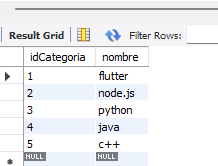 Result Grid Filter Rows:
idCategoria nombre
1 flutter
2 node.js
3 python
4 java
5 c++
NULL NULL